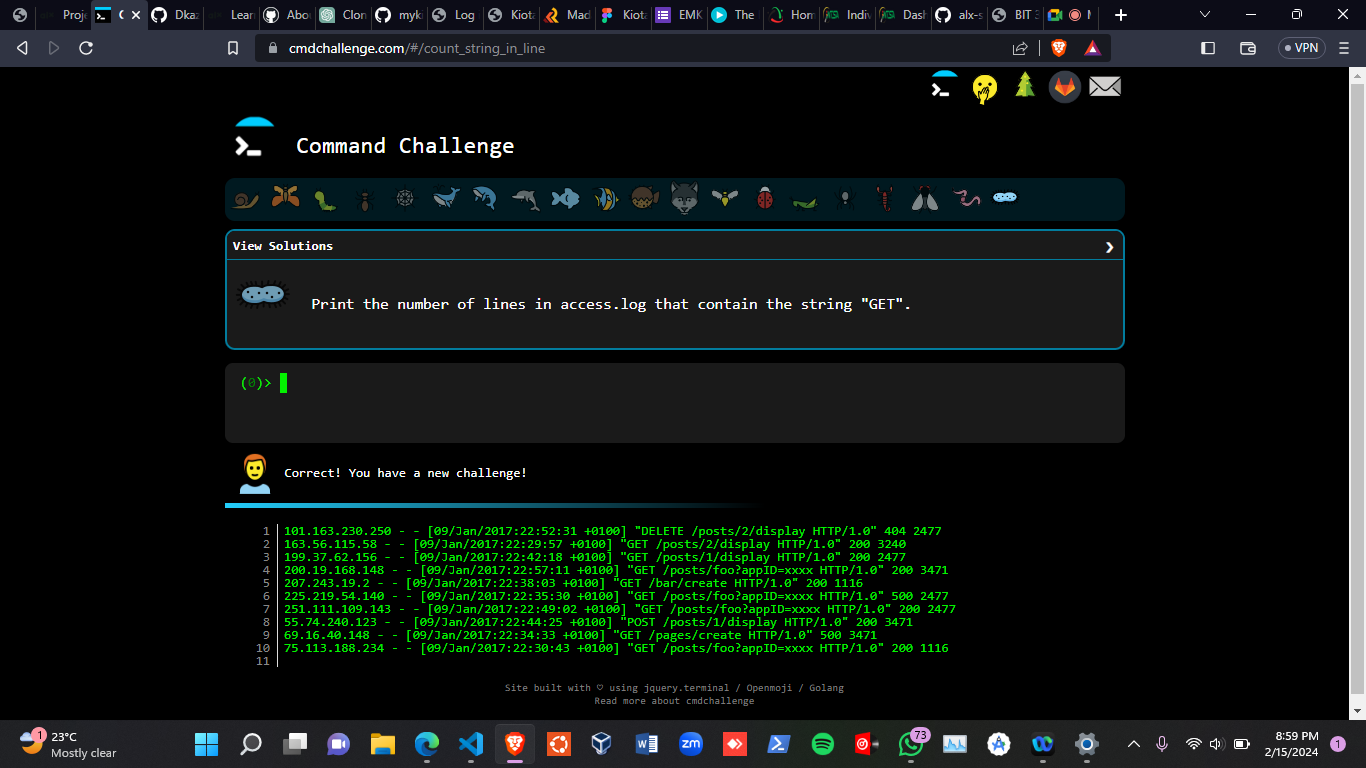 Proje
C
Dkaz
Learn
Abou
Clon
myki
Log
Kiota
Mad
Kiota
EMK
The
Hom
Indiv
Dash
alx-s
BIT 3
cmdchallenge.com/#/count_string_in_line
VPN
Command Challenge
View Solutions
Print the number of lines in access.log that contain the string "GET".
(0)>
Correct! You have a new challenge!
1 101.163.230.250 - - [09/Jan/2017:22:52:31 +0100] "DELETE /posts/2/display HTTP/1.0" 404 2477
2 163.56.115.58 - - [09/Jan/2017:22:29:57 +0100] "GET /posts/2/display HTTP/1.0" 200 3240
3 199.37.62.156 - - [09/Jan/2017:22:42:18 +0100] "GET /posts/1/display HTTP/1.0" 200 2477
4 200.19.168.148 - - [09/Jan/2017:22:57:11 +0100] "GET /posts/foo?appID=xxxx HTTP/1.0" 200 3471
5 207.243.19.2 - - [09/Jan/2017:22:38:03 +0100] "GET /bar/create HTTP/1.0" 200 1116
6 225.219.54.140 - - [09/Jan/2017:22:35:30 +0100] "GET /posts/foo?appID=xxxx HTTP/1.0" 500 2477
7 251.111.109.143 - - [09/Jan/2017:22:49:02 +0100] "GET /posts/foo?appID=xxxx HTTP/1.0" 200 2477
8 55.74.240.123 - - [09/Jan/2017:22:44:25 +0100] "POST /posts/1/display HTTP/1.0" 200 3471
9 69.16.40.148 - - [09/Jan/2017:22:34:33 +0100] "GET /pages/create HTTP/1.0" 500 3471
10 75.113.188.234 - - [09/Jan/2017:22:30:43 +0100] "GET /posts/foo?appID=xxxx HTTP/1.0" 200 1116
11
Site built with ♡ using jquery.terminal / Openmoji / Golang
Read more about cmdchallenge
1
23°C
Mostly clear
zm
73
8:59 PM
2/15/2024
1